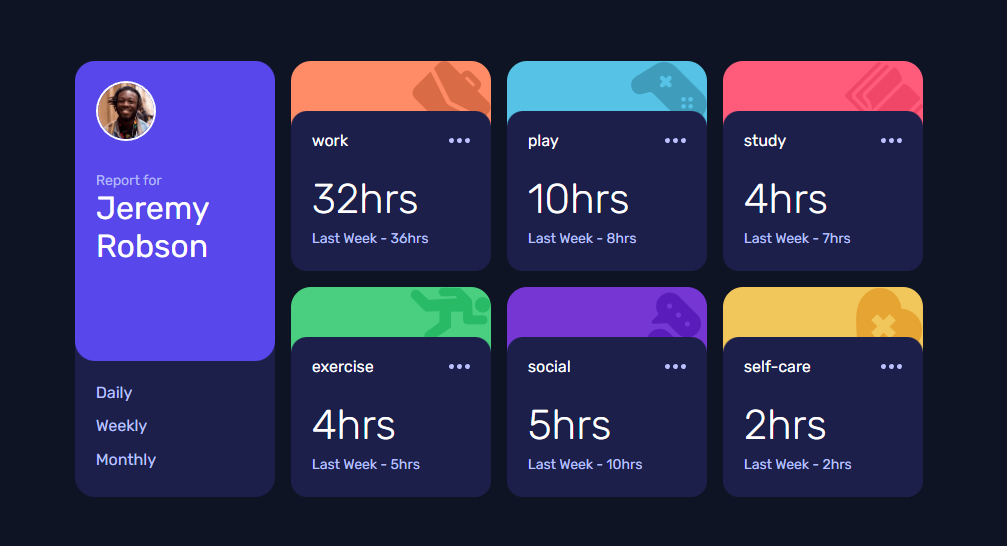 Report for
Jeremy
Robson
Daily
Weekly
Monthly
work
32hrs
Last Week - 36hrs
play
10hrs
Last Week - 8hrs
study
4hrs
Last Week - 7hrs
exercise
4hrs
Last Week - 5hrs
social
5hrs
Last Week - 10hrs
self-care
2hrs
Last Week - 2hrs